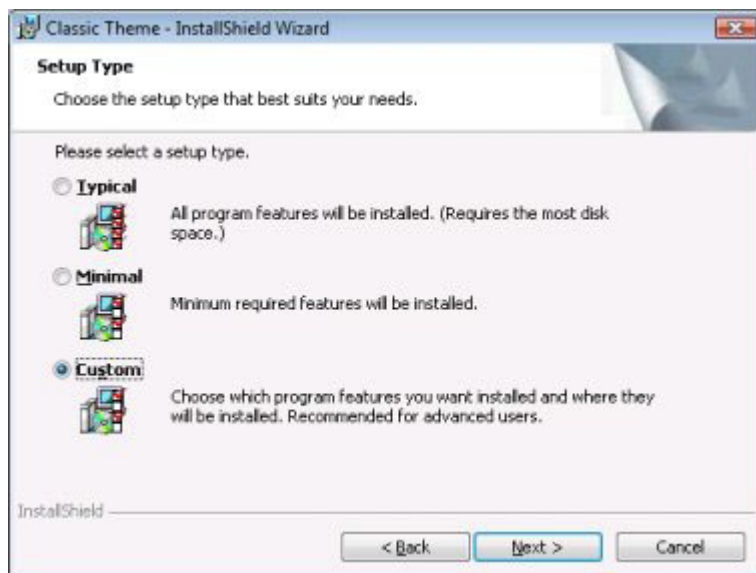 Classic Theme - InstallShield Wizard
Setup Type
Choose the setup type that best suits your needs.
Please select a setup type.
Typical
All program features will be installed. (Requires the most disk
space.)
Minimal
Minimum required features will be installed.
Custom
Choose which program features you want installed and where they
will be installed. Recommended for advanced users.
InstallShield
< Back
Next >
Cancel